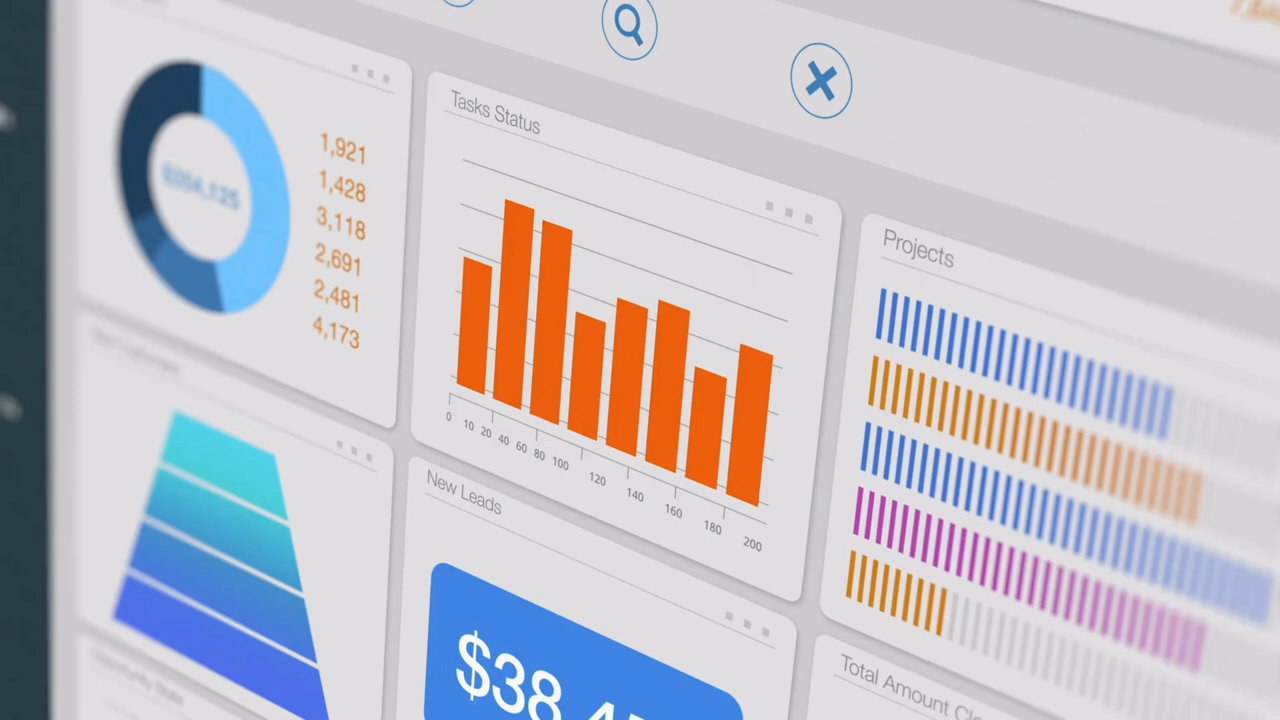 1,921
1,428
3,118
2,691
2,481
4,173
Tasks Status
0 10 20 40 60 80 100 120 140 160 180 200
Projects
New Leads
$38
Total Amount